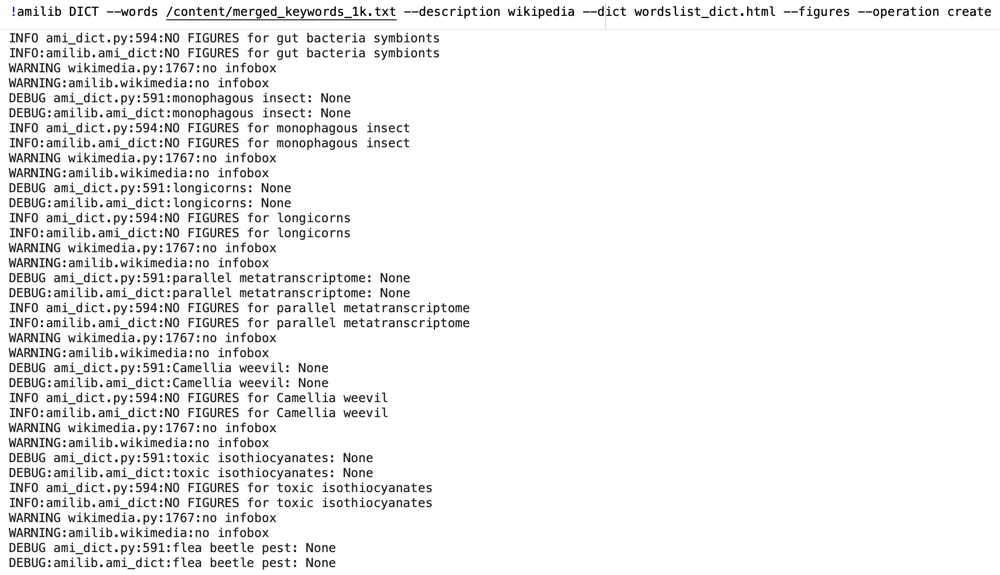 !amilib DICT --words /content/merged_keywords_1k.txt --description wikipedia --dict wordslist_dict.html --figures --operation create
INFO ami_dict.py:594:NO FIGURES for gut bacteria symbionts
INFO:amilib.ami_dict:NO FIGURES for gut bacteria symbionts
WARNING wikimedia.py:1767:no infobox
WARNING:amilib.wikimedia:no infobox
DEBUG ami_dict.py:591:monophagous insect: None
DEBUG:amilib.ami_dict:monophagous insect: None
INFO ami_dict.py:594:NO FIGURES for monophagous insect
INFO:amilib.ami_dict:NO FIGURES for monophagous insect
WARNING wikimedia.py:1767:no infobox
WARNING:amilib.wikimedia:no infobox
DEBUG ami_dict.py:591:longicorns: None
DEBUG:amilib.ami_dict:longicorns: None
INFO ami_dict.py:594:NO FIGURES for longicorns
INFO:amilib.ami_dict:NO FIGURES for longicorns
WARNING wikimedia.py:1767:no infobox
WARNING:amilib.wikimedia:no infobox
DEBUG ami_dict.py:591:parallel metatranscriptome: None
DEBUG:amilib.ami_dict:parallel metatranscriptome: None
INFO ami_dict.py:594:NO FIGURES for parallel metatranscriptome
INFO:amilib.ami_dict:NO FIGURES for parallel metatranscriptome
WARNING wikimedia.py:1767:no infobox
WARNING:amilib.wikimedia:no infobox
DEBUG ami_dict.py:591:Camellia weevil: None
DEBUG:amilib.ami_dict:Camellia weevil: None
INFO ami_dict.py:594:NO FIGURES for Camellia weevil
INFO:amilib.ami_dict:NO FIGURES for Camellia weevil
WARNING wikimedia.py:1767:no infobox
WARNING:amilib.wikimedia:no infobox
DEBUG ami_dict.py:591:toxic isothiocyanates: None
DEBUG:amilib.ami_dict:toxic isothiocyanates: None
INFO ami_dict.py:594:NO FIGURES for toxic isothiocyanates
INFO:amilib.ami_dict:NO FIGURES for toxic isothiocyanates
WARNING wikimedia.py:1767:no infobox
WARNING:amilib.wikimedia:no infobox
DEBUG ami_dict.py:591:flea beetle pest: None
DEBUG:amilib.ami_dict:flea beetle pest: None